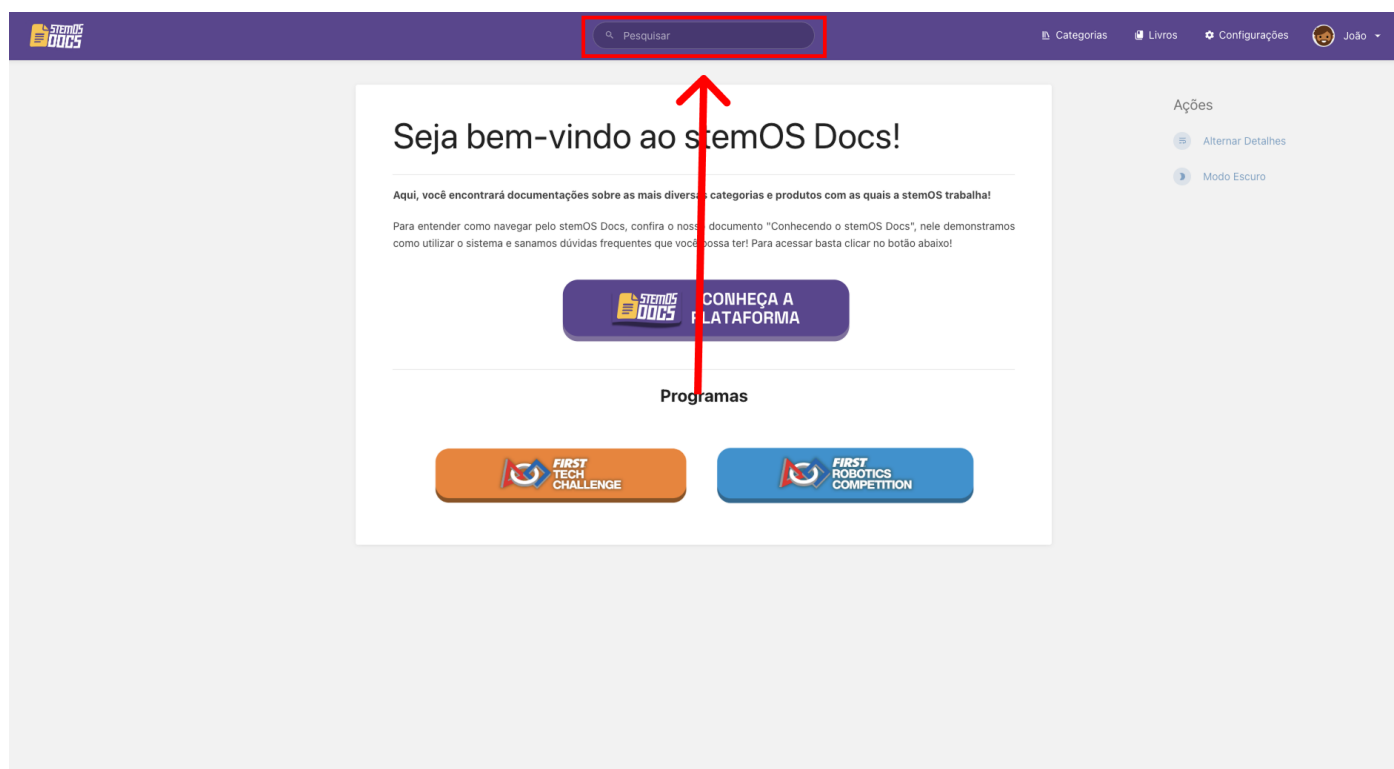 STEMOS
DOCS
Pesquisar
Categorias
Livros
Configurações
João
Seja bem-vindo ao stemOS Docs!
Aqui, você encontrará documentações sobre as mais diversas categorias e produtos com as quais a stemOS trabalha!
Para entender como navegar pelo stemOS Docs, confira o nosso documento "Conhecendo o stemOS Docs", nele demonstramos
como utilizar o sistema e sanamos dúvidas frequentes que você possa ter! Para acessar basta clicar no botão abaixo!
STEMOS
DOCS
CONHEÇA A
PLATAFORMA
Programas
FIRST
TECH
CHALLENGE
FIRST
ROBOTICS
COMPETITION
Ações
Alternar Detalhes
Modo Escuro